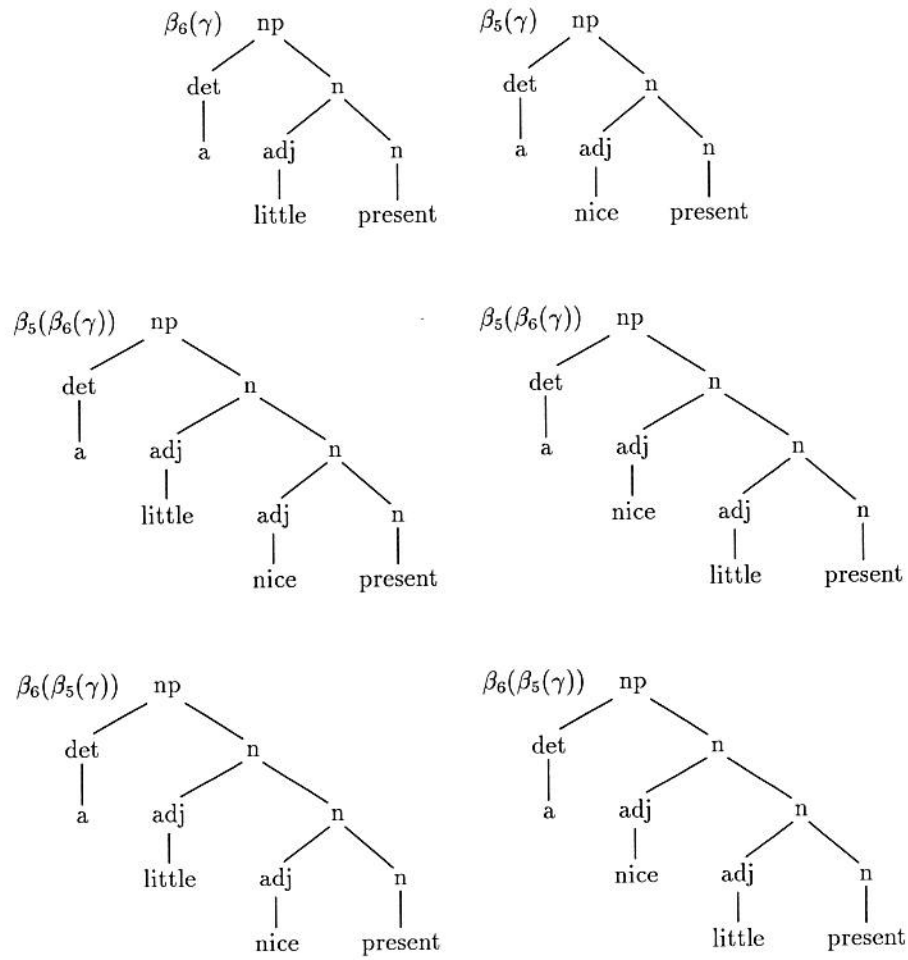 β₆(γ) np β₅(γ) np
det n det n
a adj n a adj n
little present nice present
β₅(β₆(γ)) np β₅(β₆(γ)) np
det n det n
a adj n a adj n
little adj n nice adj n
nice present little present
β₆(β₅(γ)) np β₆(β₅(γ)) np
det n det n
a adj n a adj n
little adj n nice adj n
nice present little present